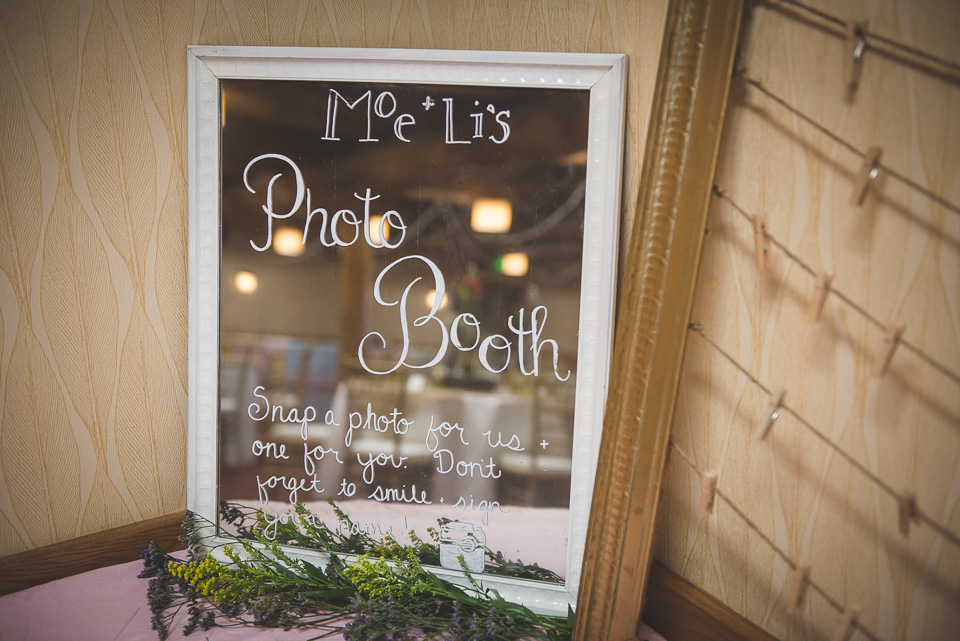 Moe + Li's
Photo
Booth
Snap a photo for us +
one for you. Don't
forget to smile + sign
your name!